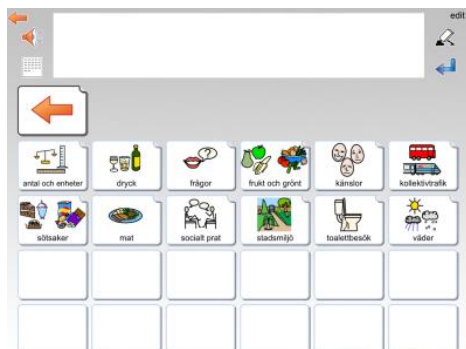 edit
antal och enheter
dryck
frågor
frukt och grönt
känslor
kollektivtrafik
sötsaker
mat
socialt prat
stadsmiljö
toalettbesök
väder